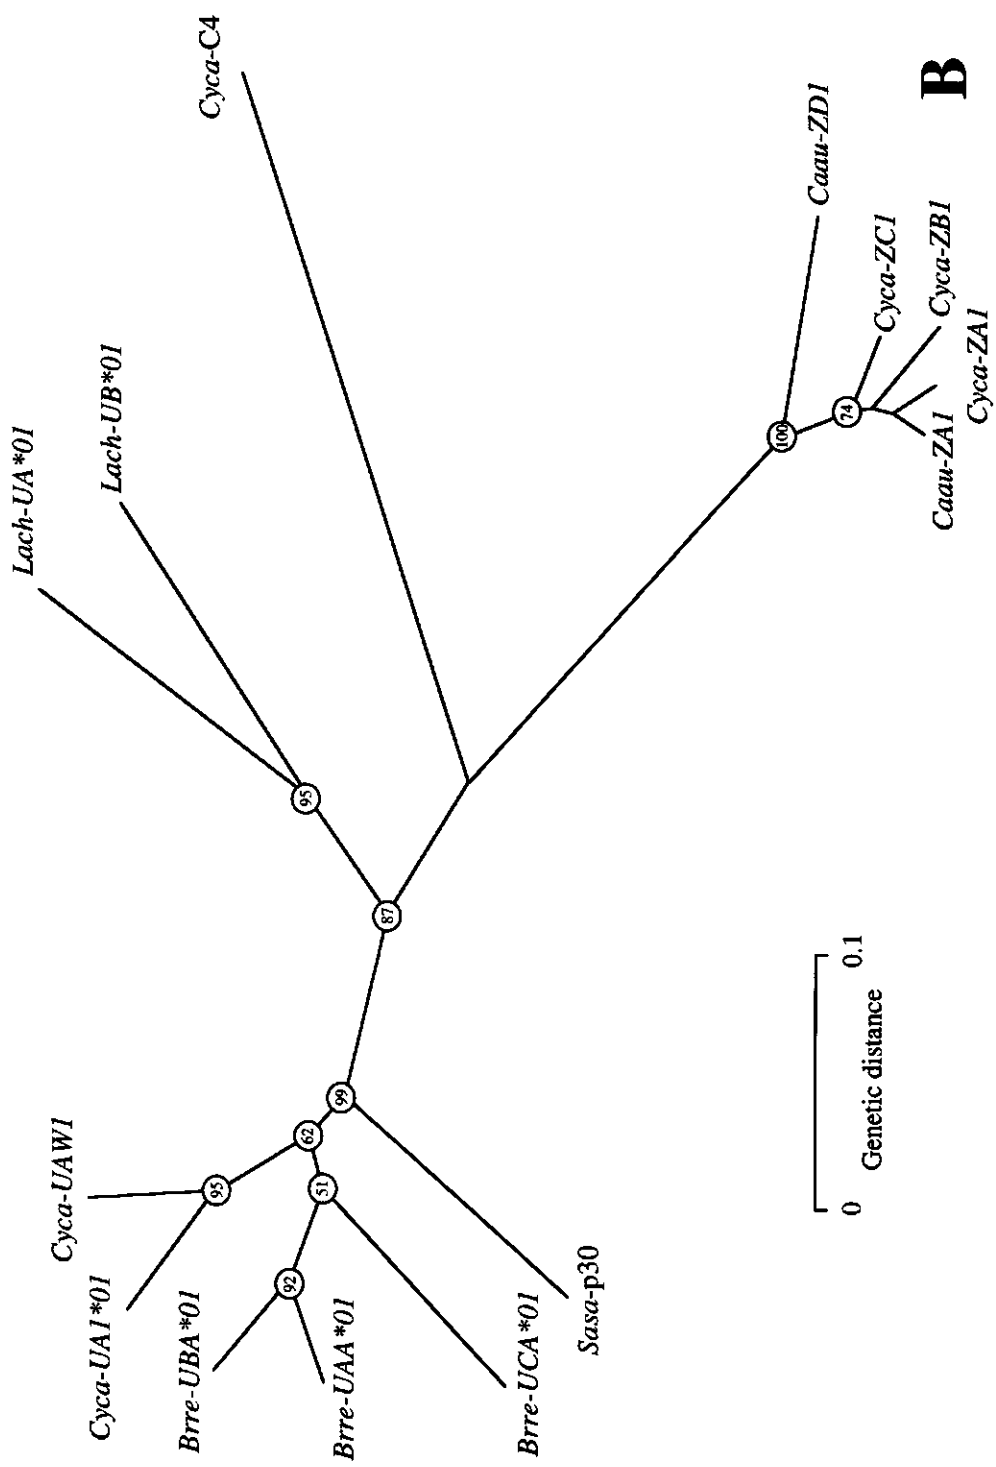 B
Cyca-C4
Lach-UA*01
Lach-UB*01
Caau-ZD1
Cyca-ZC1
Cyca-ZB1
Cyca-ZA1
Caau-ZA1
100
74
95
87
99
62
95
51
92
Cyca-UAW1
Cyca-UA1*01
Brre-UBA*01
Brre-UAA*01
Brre-UCA*01
Sasa-p30
0 0.1
Genetic distance